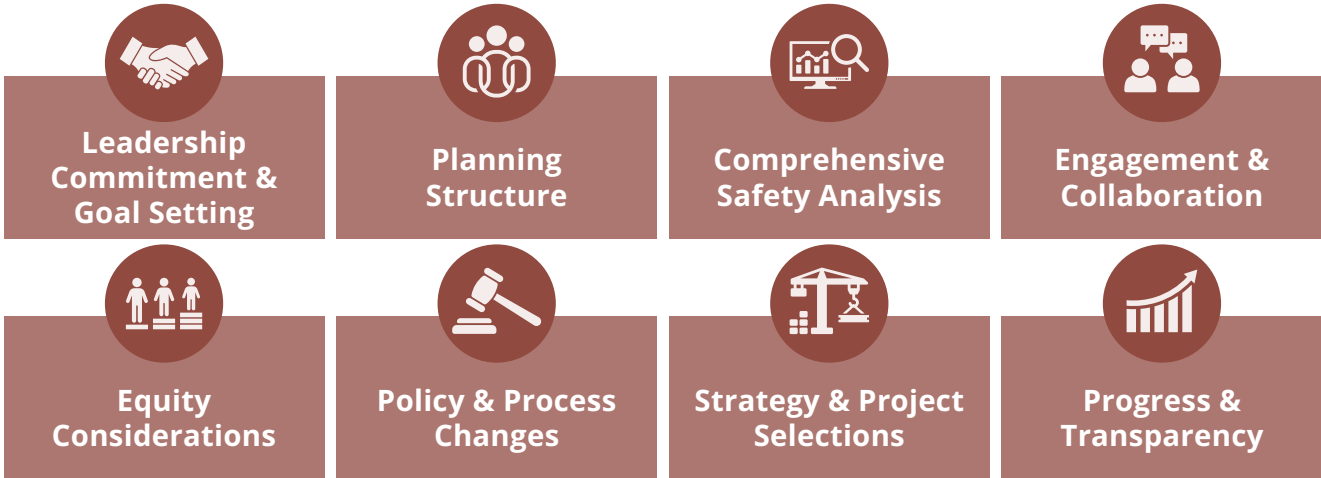 Leadership
Commitment &
Goal Setting
Planning
Structure
Comprehensive
Safety Analysis
Engagement &
Collaboration
Equity
Considerations
Policy & Process
Changes
Strategy & Project
Selections
Progress &
Transparency